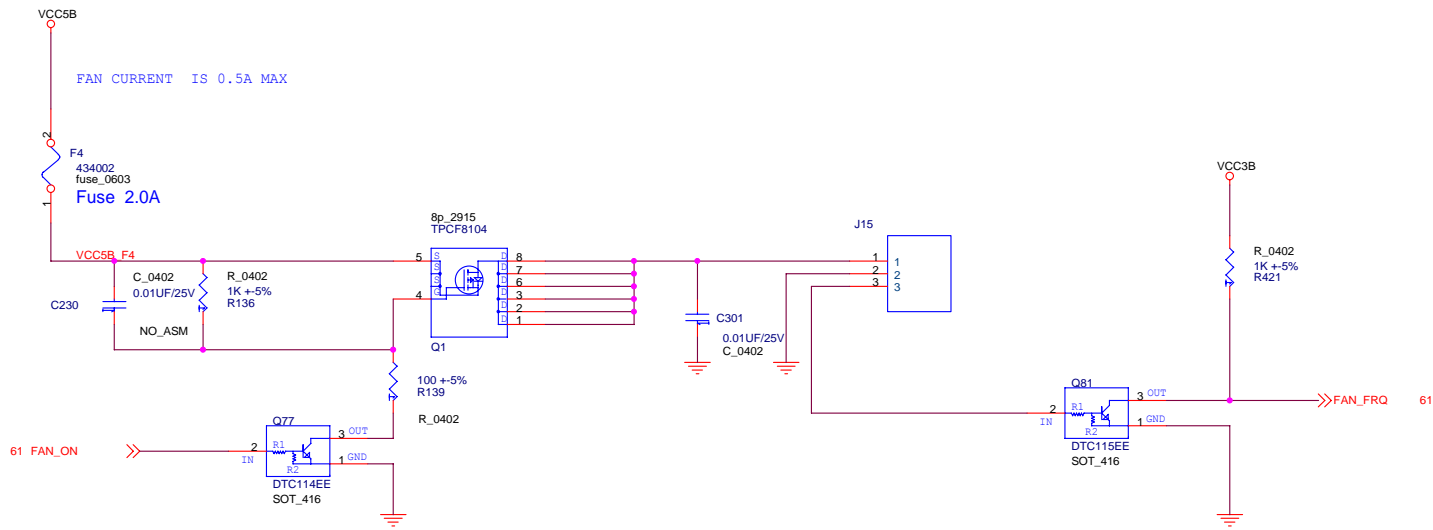 VCC5B
FAN CURRENT IS 0.5A MAX
2
F4
434002
fuse_0603
Fuse 2.0A
1
VCC5B_F4
C_0402
0.01UF/25V
C230
R_0402
1K +-5%
R136
NO_ASM
8p_2915
TPCF8104
5
4
S
S
S
G
D
D
D
D
D
D
8
7
6
3
2
1
Q1
100 +-5%
R139
R_0402
C301
0.01UF/25V
C_0402
J15
1
2
3
1
2
3
VCC3B
R_0402
1K +-5%
R421
61 FAN_ON
Q77
2
IN
R1
R2
3
OUT
1
GND
DTC114EE
SOT_416
Q81
2
IN
R1
R2
3
OUT
1
GND
DTC115EE
SOT_416
FAN_FRQ 61